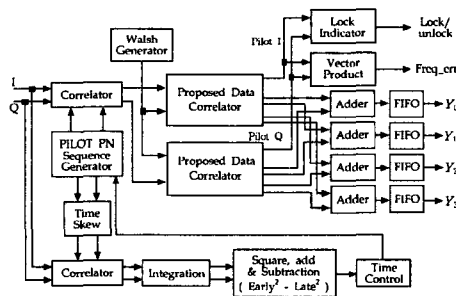 Walsh
Generator
Pilot I
Lock
Indicator
Lock/
unlock
Vector
Product
Freq_err
I
Q
Correlator
Proposed Data
Correlator
Adder
FIFO
Y₀
Pilot Q
Adder
FIFO
Y₁
PILOT PN
Sequence
Generator
Proposed Data
Correlator
Adder
FIFO
Y₂
Adder
FIFO
Y₃
Time
Skew
Correlator
Integration
Square, add
& Subtraction
( Early² - Late² )
Time
Control